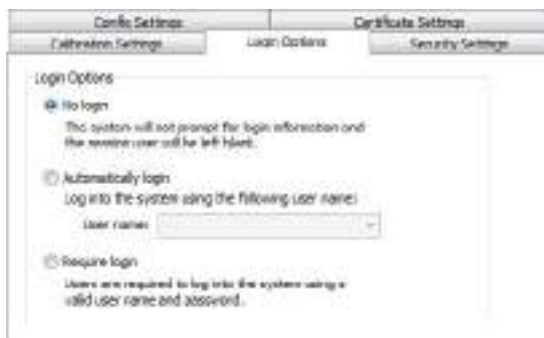 Config Settings
Certificate Settings
Calibration Settings
Login Options
Security Settings
Login Options
No login
The system will not prompt for login information and
the session user will be left blank.
Automatically login
Log into the system using the following user name:
User name:
Require login
Users are required to log into the system using a
valid user name and password.